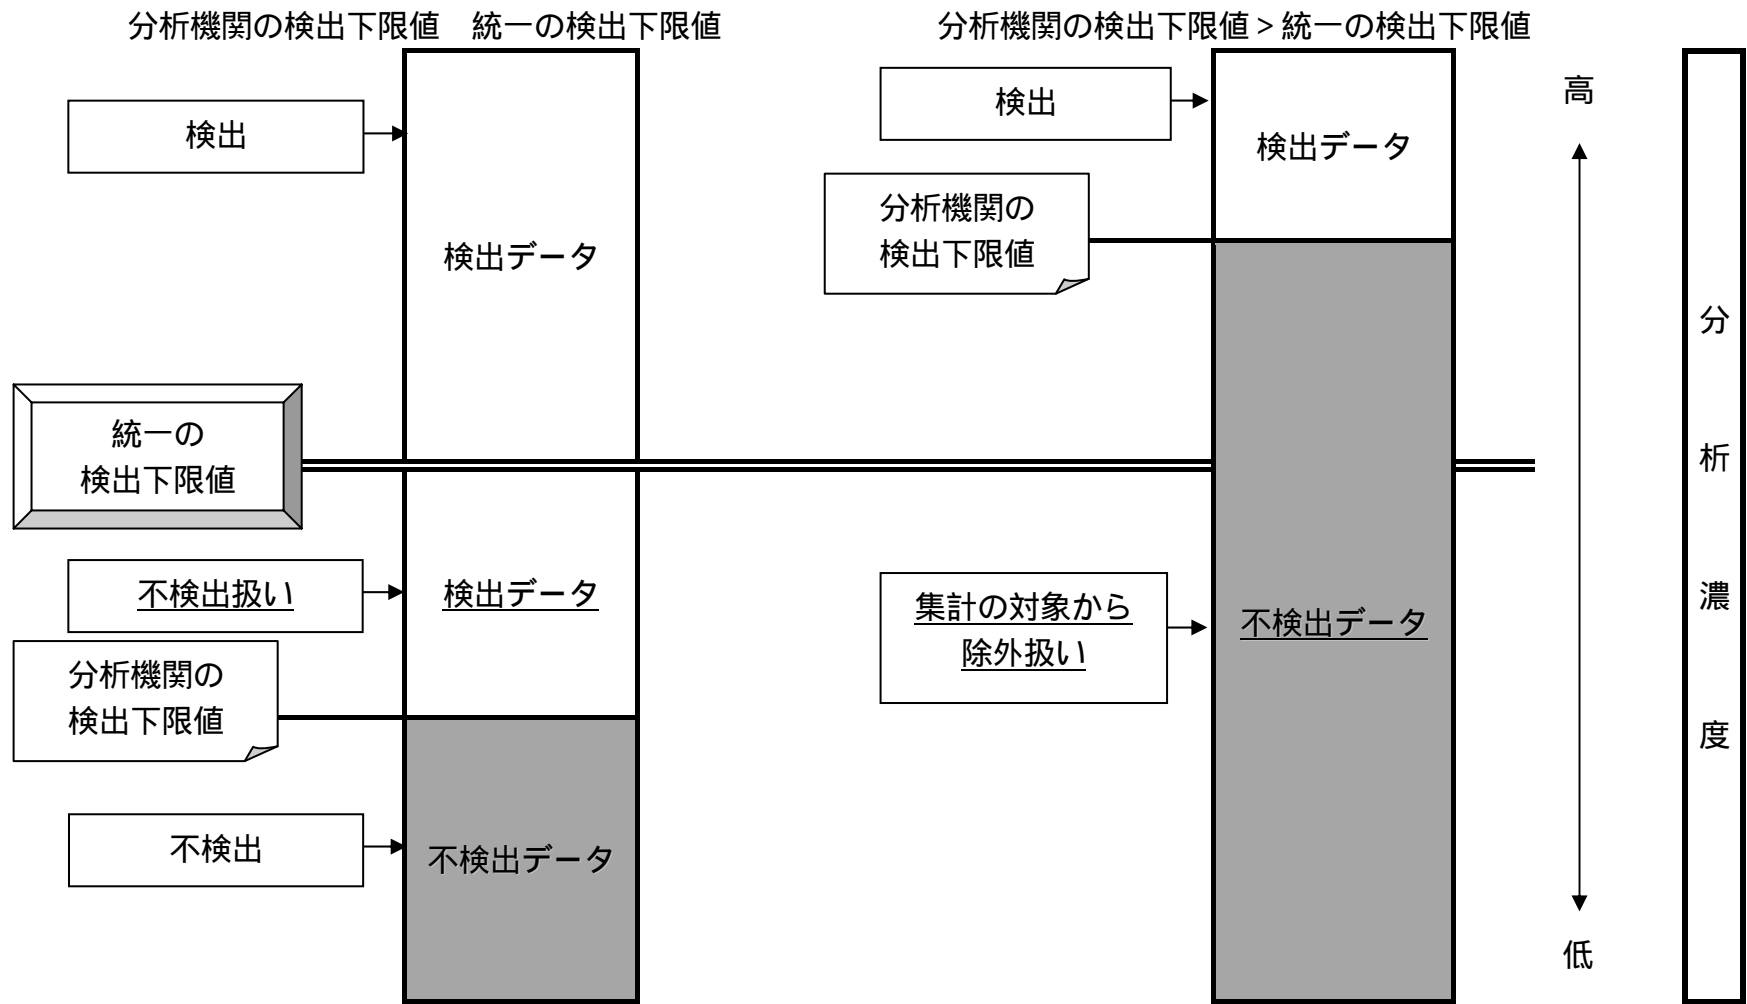 分析機関の検出下限値　統一の検出下限値
検出
検出データ
統一の
検出下限値
不検出扱い
検出データ
分析機関の
検出下限値
不検出
不検出データ
分析機関の検出下限値 > 統一の検出下限値
検出
検出データ
分析機関の
検出下限値
集計の対象から
除外扱い
不検出データ
高
低
分
析
濃
度